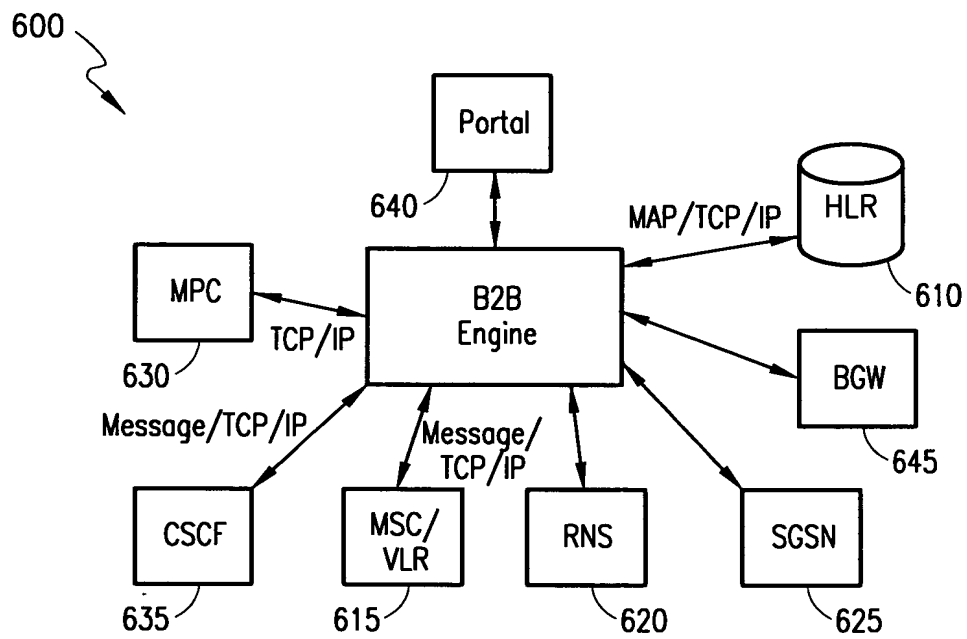 600
Portal
640
MAP/TCP/IP
HLR
610
MPC
630
TCP/IP
B2B
Engine
BGW
645
Message/TCP/IP
Message/
TCP/IP
CSCF
635
MSC/
VLR
615
RNS
620
SGSN
625